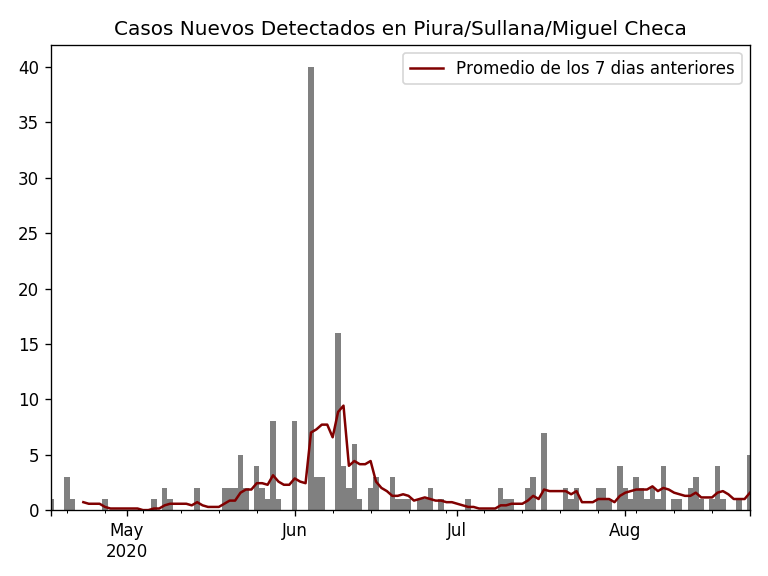 Casos Nuevos Detectados en Piura/Sullana/Miguel Checa
Promedio de los 7 dias anteriores
40
35
30
25
20
15
10
5
0
May
2020
Jun
Jul
Aug